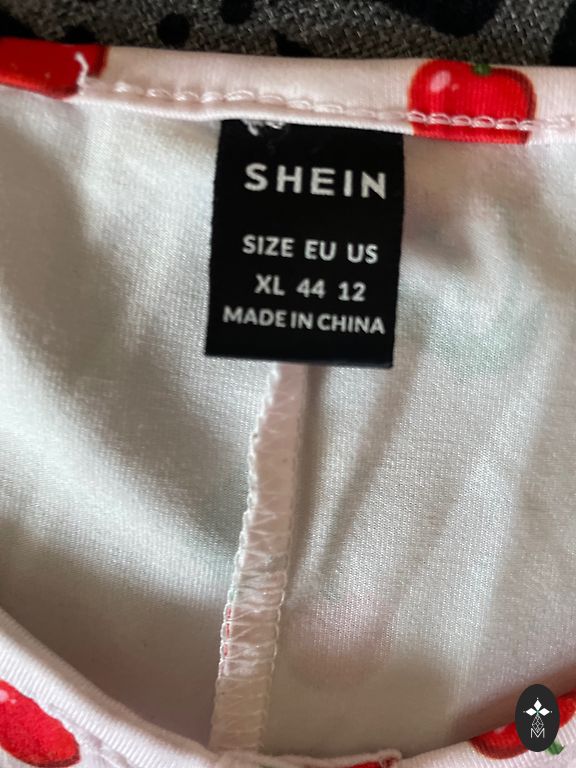 SHEIN
SIZE EU US
XL 44 12
MADE IN CHINA